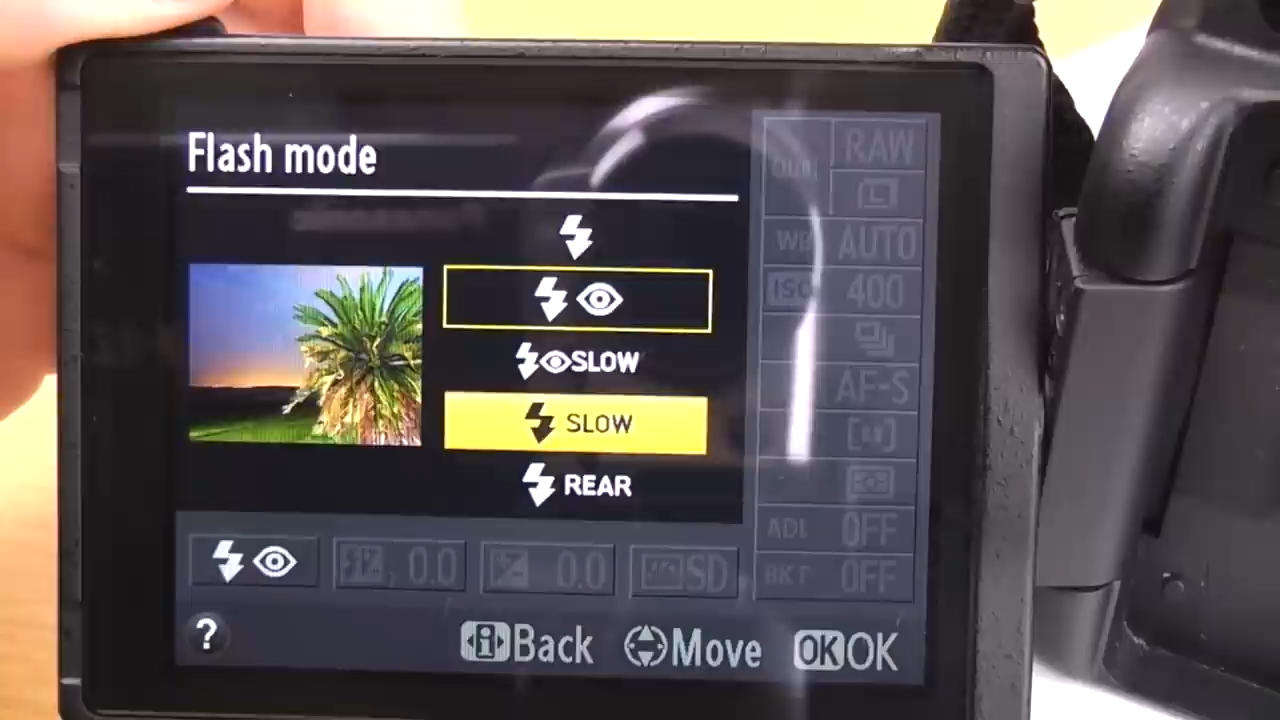 Flash mode
SLOW
SLOW
REAR
RAW
L
WB AUTO
ISO 400
AF-S
ADL OFF
BKT OFF
0.0
0.0
SD
?
i Back
Move
OK OK